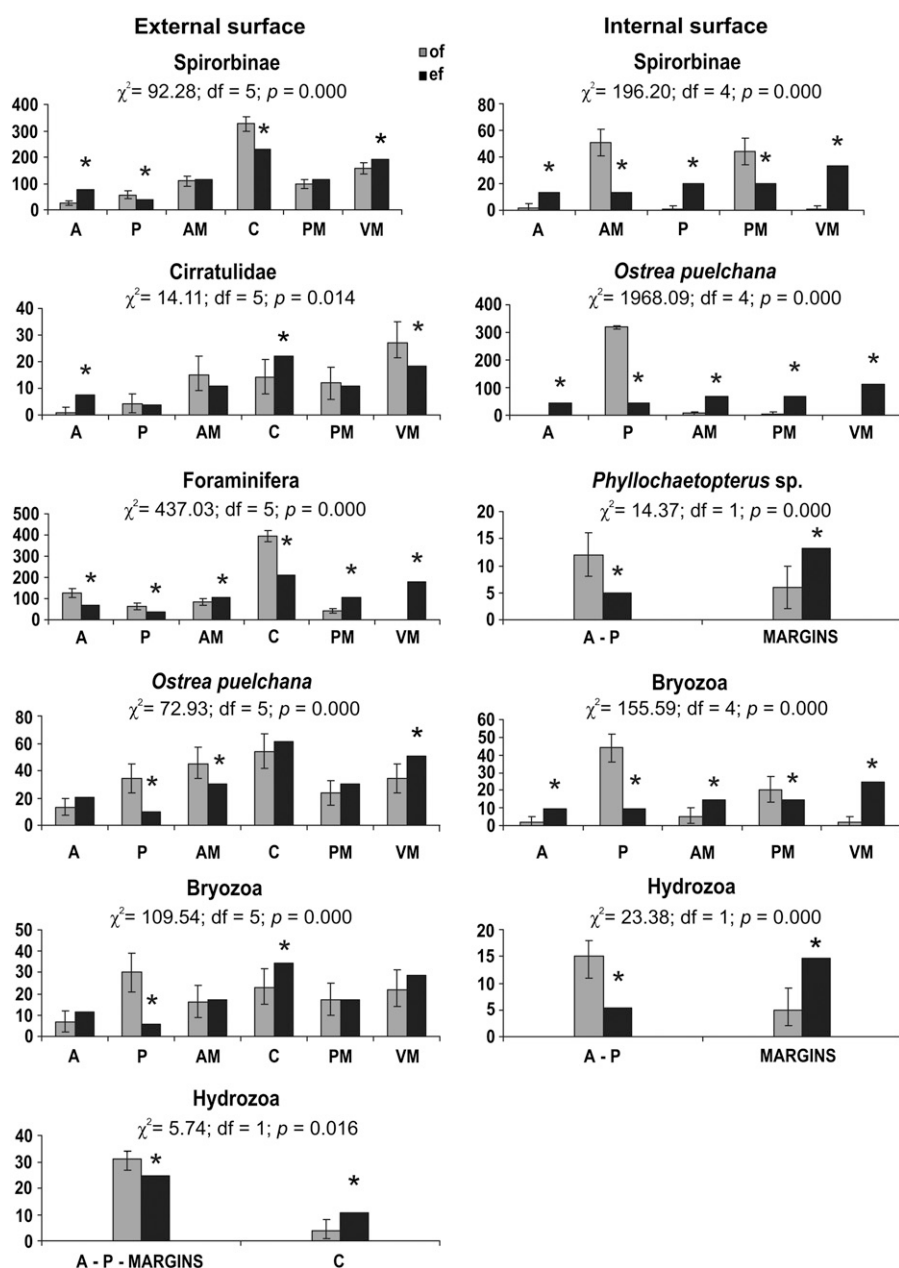 External surface
Internal surface
of
ef
Spirorbinae
χ²= 92.28; df = 5; p = 0.000
400
300
200
100
0
A P AM C PM VM
* * * *
Spirorbinae
χ²= 196.20; df = 4; p = 0.000
60
40
20
0
A AM P PM VM
* * * * *
Cirratulidae
χ²= 14.11; df = 5; p = 0.014
40
30
20
10
0
A P AM C PM VM
* * *
Ostrea puelchana
χ²= 1968.09; df = 4; p = 0.000
400
300
200
100
0
A P AM PM VM
* * * * *
Foraminifera
χ²= 437.03; df = 5; p = 0.000
500
400
300
200
100
0
A P AM C PM VM
* * * * * *
Phyllochaetopterus sp.
χ²= 14.37; df = 1; p = 0.000
20
15
10
5
0
A - P MARGINS
* *
Ostrea puelchana
χ²= 72.93; df = 5; p = 0.000
80
60
40
20
0
A P AM C PM VM
* * *
Bryozoa
χ²= 155.59; df = 4; p = 0.000
60
50
40
30
20
10
0
A P AM PM VM
* * * * *
Bryozoa
χ²= 109.54; df = 5; p = 0.000
50
40
30
20
10
0
A P AM C PM VM
* *
Hydrozoa
χ²= 23.38; df = 1; p = 0.000
20
15
10
5
0
A - P MARGINS
* *
Hydrozoa
χ²= 5.74; df = 1; p = 0.016
40
30
20
10
0
A - P - MARGINS C
* *